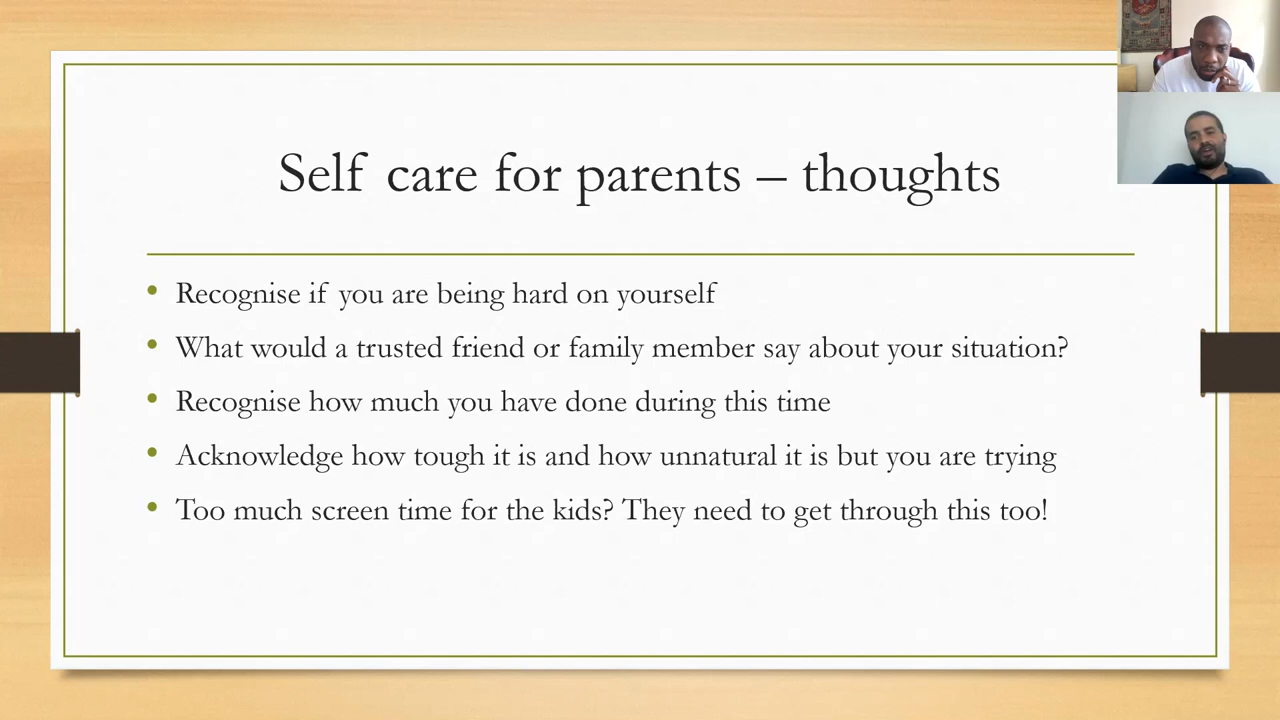 Self care for parents – thoughts
• Recognise if you are being hard on yourself
• What would a trusted friend or family member say about your situation?
• Recognise how much you have done during this time
• Acknowledge how tough it is and how unnatural it is but you are trying
• Too much screen time for the kids? They need to get through this too!